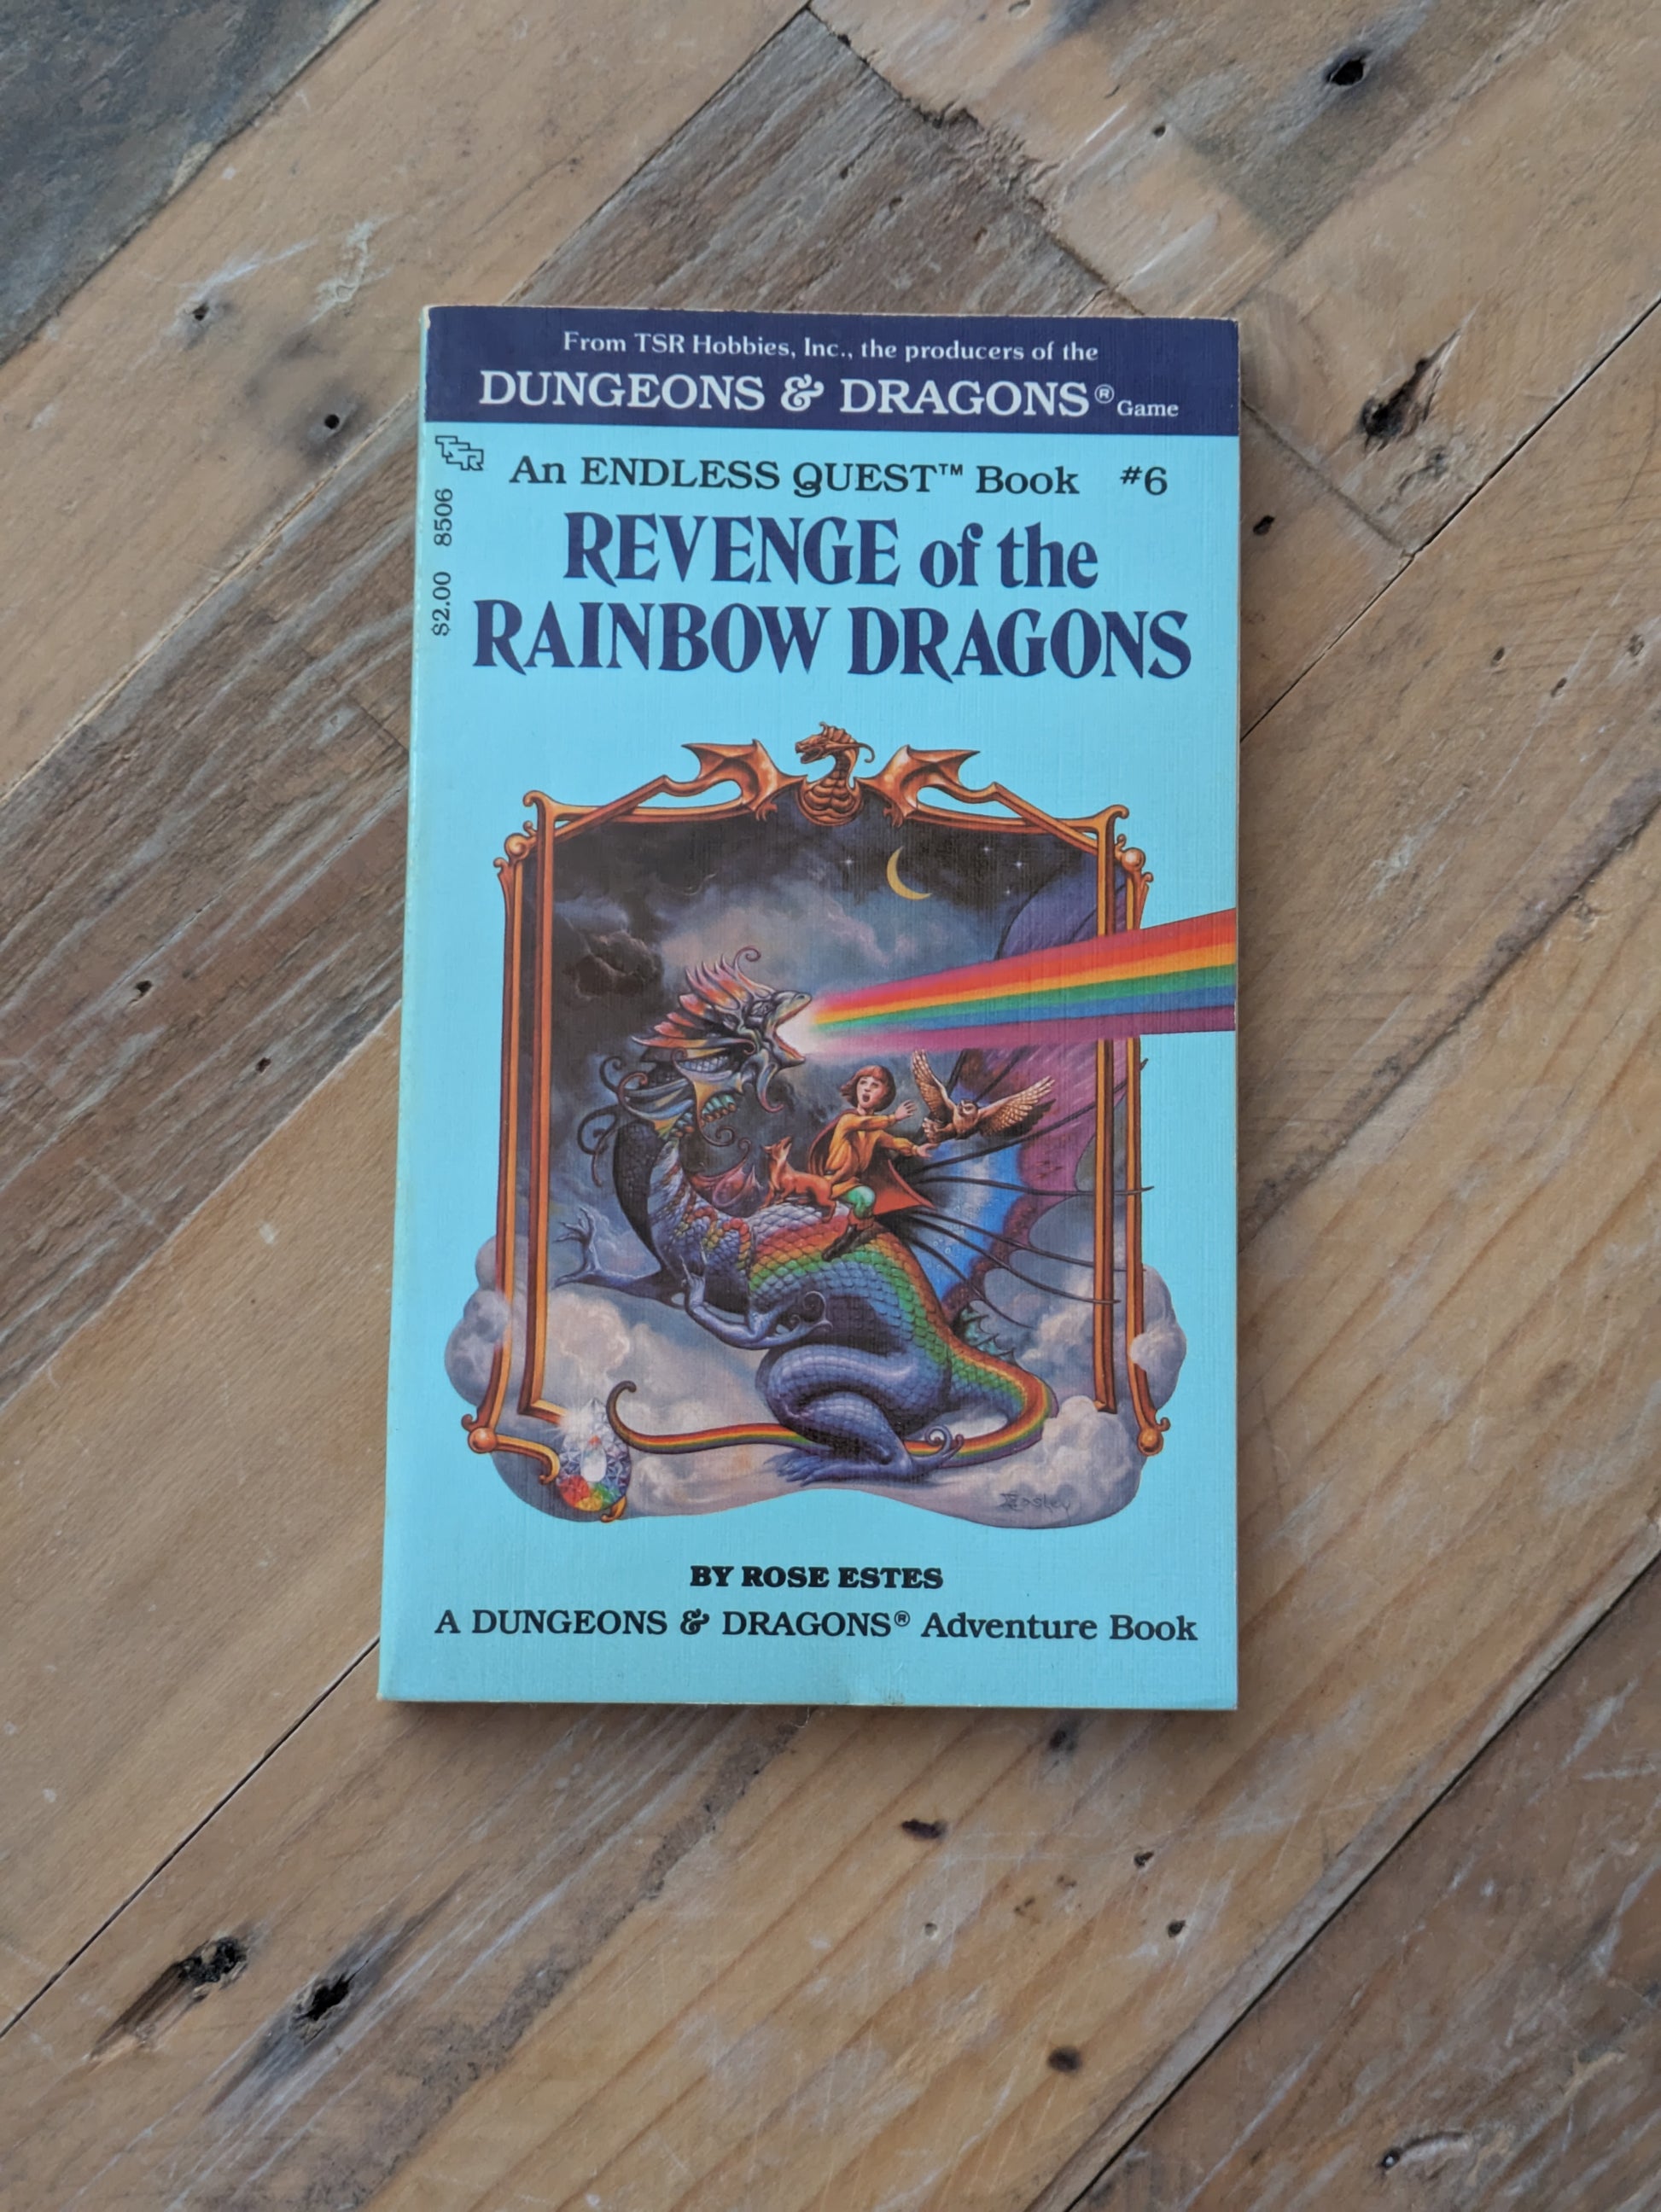 From TSR Hobbies, Inc., the producers of the
DUNGEONS & DRAGONS® Game
TSR
An ENDLESS QUEST™ Book #6
$2.00 8506
REVENGE of the
RAINBOW DRAGONS
Easley
BY ROSE ESTES
A DUNGEONS & DRAGONS® Adventure Book